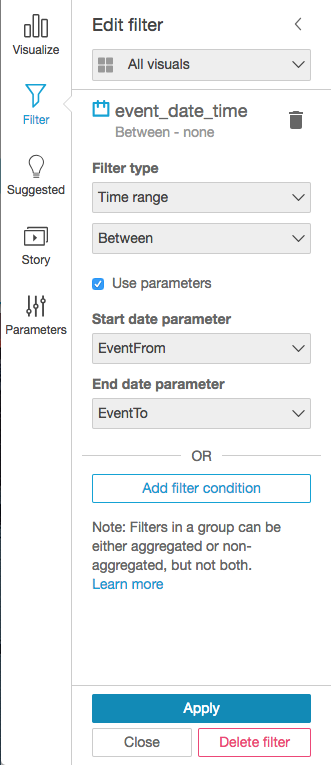 Visualize
Filter
Suggested
Story
Parameters
Edit filter
All visuals
event_date_time
Between - none
Filter type
Time range
Between
Use parameters
Start date parameter
EventFrom
End date parameter
EventTo
OR
Add filter condition
Note: Filters in a group can be
either aggregated or non-
aggregated, but not both.
Learn more
Apply
Close
Delete filter